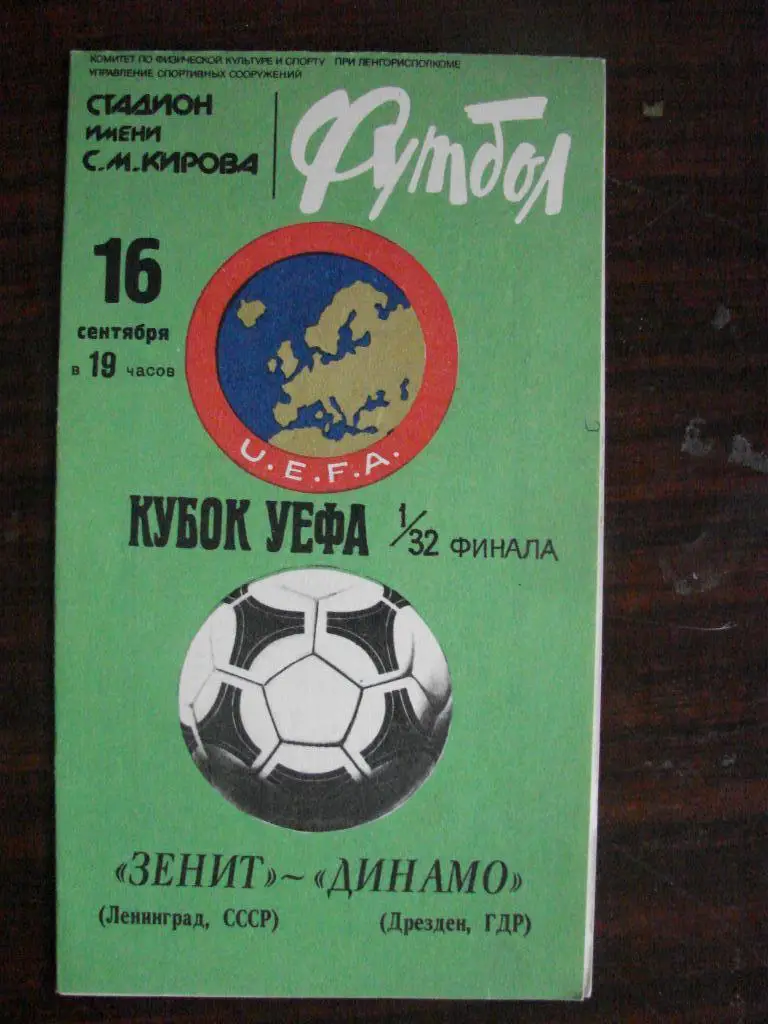 КОМИТЕТ ПО ФИЗИЧЕСКОЙ КУЛЬТУРЕ И СПОРТУ ПРИ ЛЕНГОРИСПОЛКОМЕ
УПРАВЛЕНИЕ СПОРТИВНЫХ СООРУЖЕНИЙ
СТАДИОН
ИМЕНИ
С.М.КИРОВА
Футбол
16
сентября
в 19 часов
U.E.F.A.
КУБОК УЕФА 1/32 ФИНАЛА
«ЗЕНИТ»~«ДИНАМО»
(Ленинград, СССР) (Дрезден, ГДР)